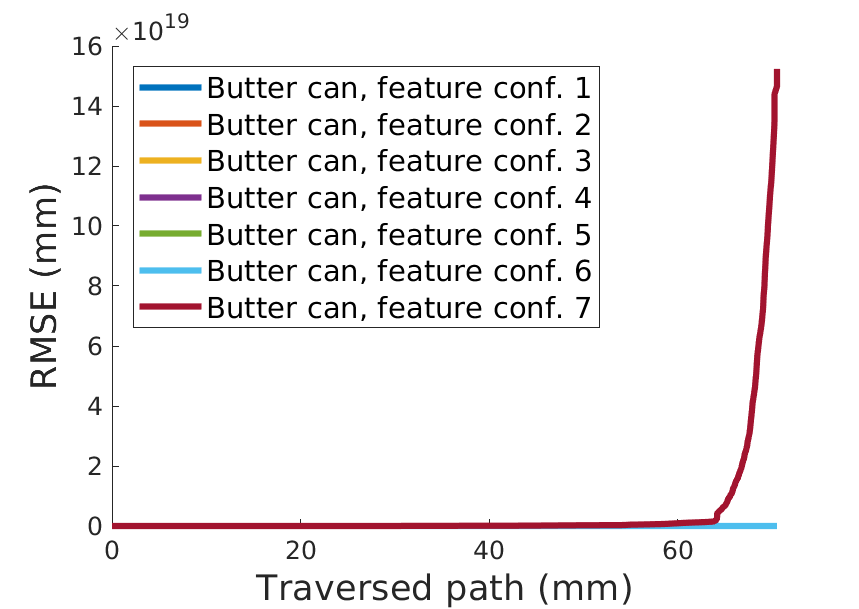 ×10¹⁹
16
14
12
10
8
6
4
2
0
RMSE (mm)
Butter can, feature conf. 1
Butter can, feature conf. 2
Butter can, feature conf. 3
Butter can, feature conf. 4
Butter can, feature conf. 5
Butter can, feature conf. 6
Butter can, feature conf. 7
0 20 40 60
Traversed path (mm)